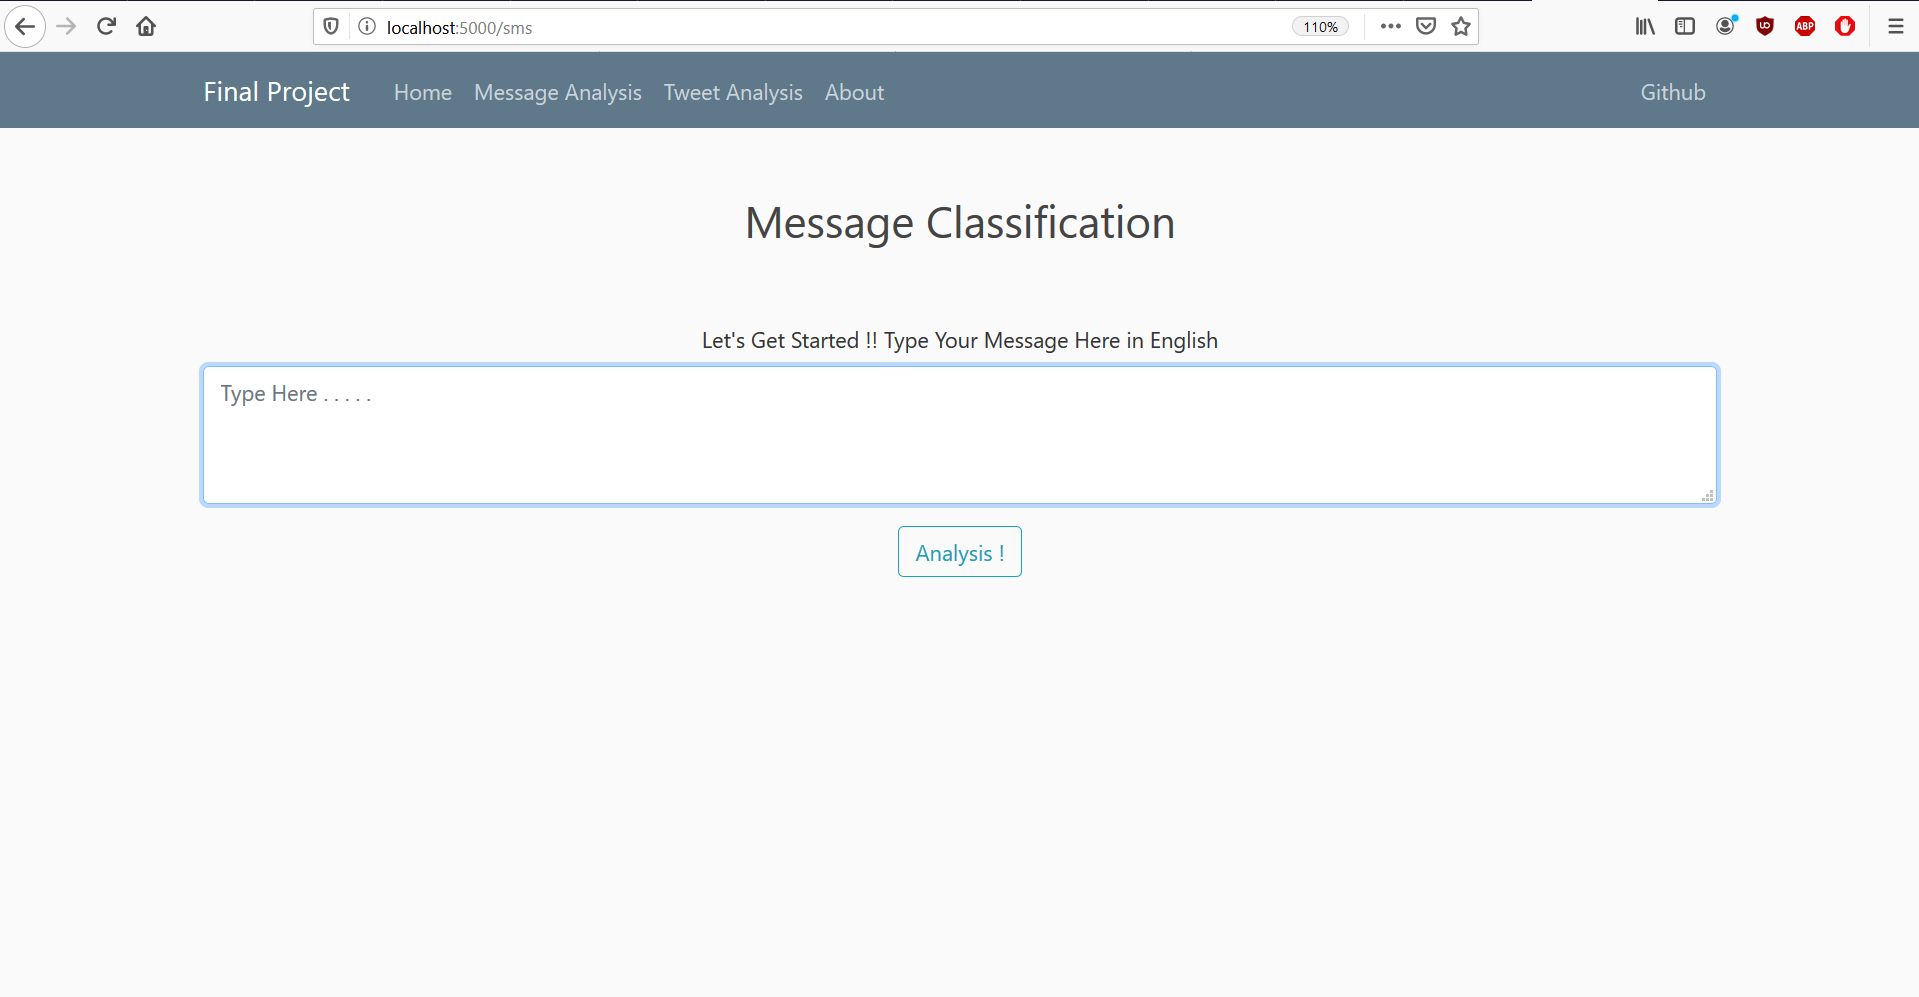 localhost:5000/sms 110%
ABP
Final Project Home Message Analysis Tweet Analysis About Github
Message Classification
Let's Get Started !! Type Your Message Here in English
Type Here . . . . .
Analysis !